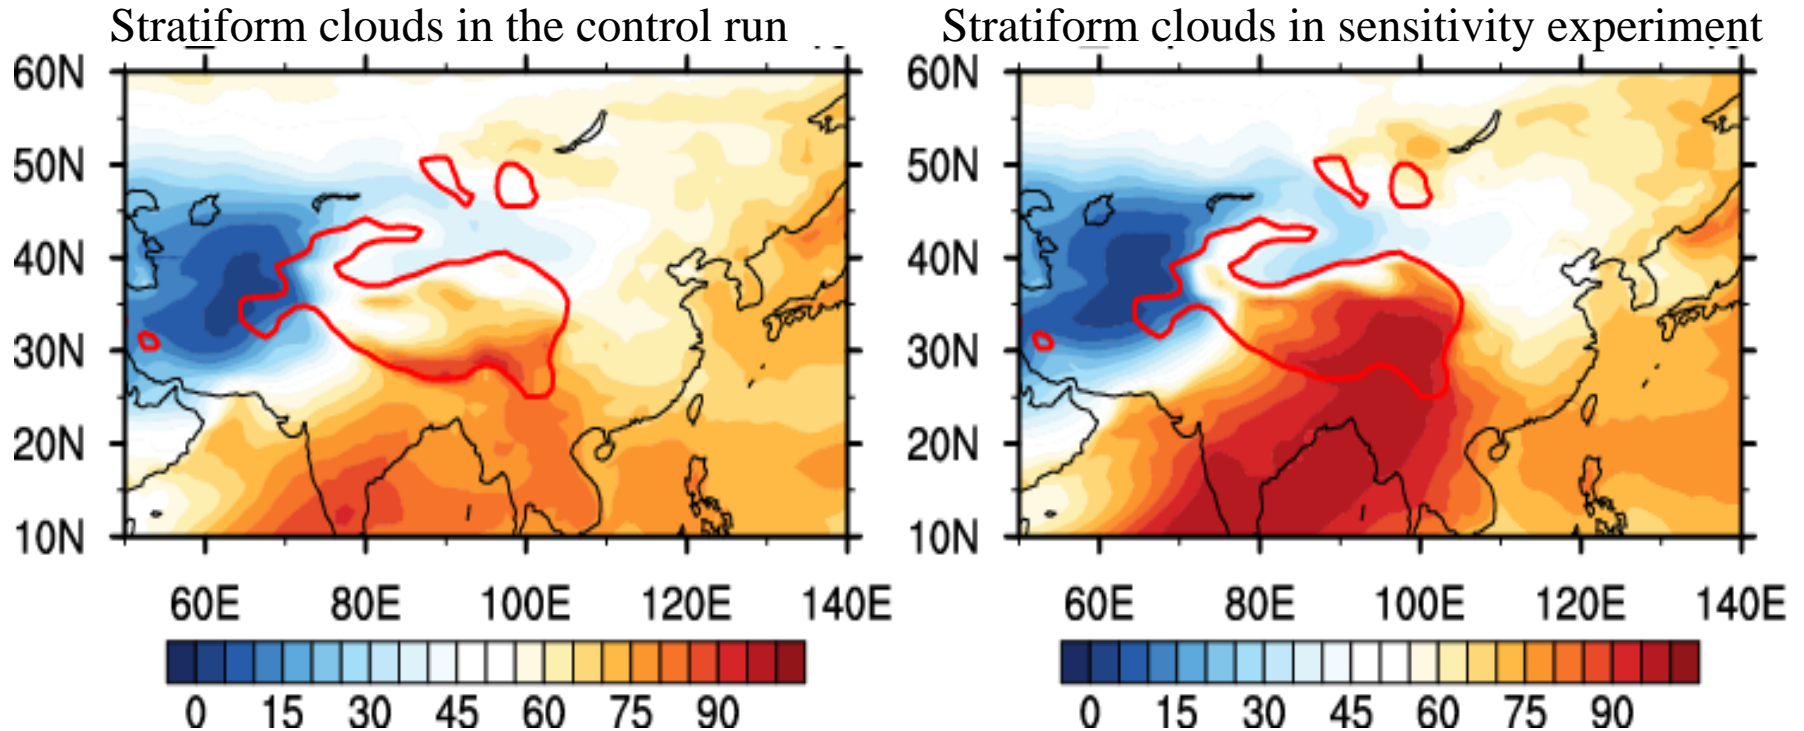 Stratiform clouds in the control run
Stratiform clouds in sensitivity experiment
60N
50N
40N
30N
20N
10N
60E 80E 100E 120E 140E
0 15 30 45 60 75 90
60N
50N
40N
30N
20N
10N
60E 80E 100E 120E 140E
0 15 30 45 60 75 90